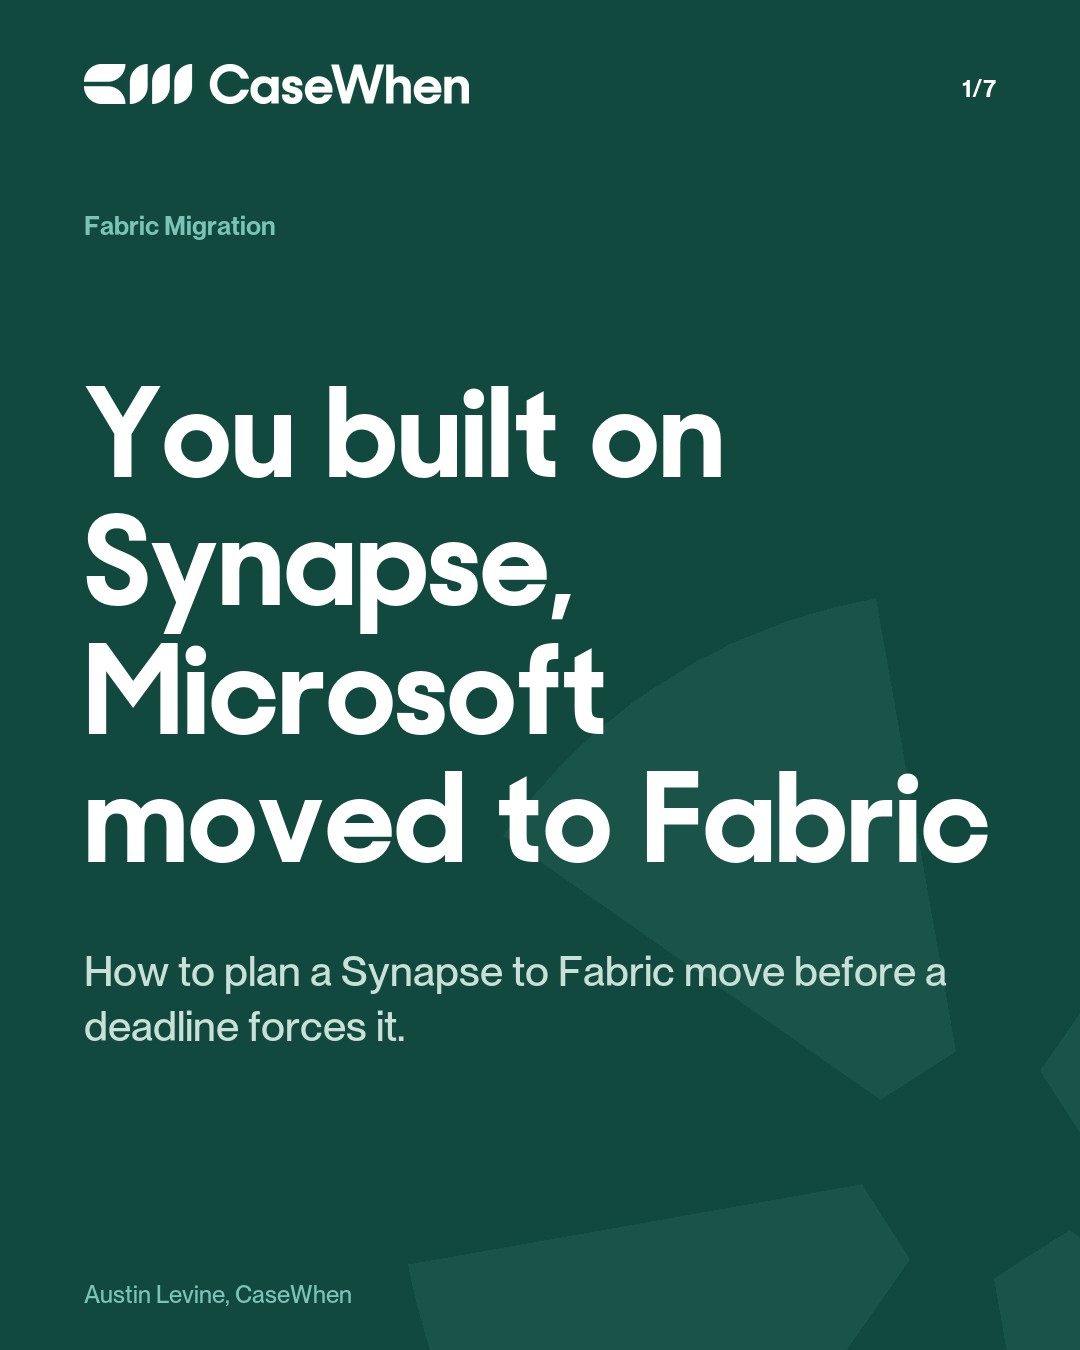 CaseWhen
1/7
Fabric Migration
You built on
Synapse,
Microsoft
moved to Fabric
How to plan a Synapse to Fabric move before a
deadline forces it.
Austin Levine, CaseWhen